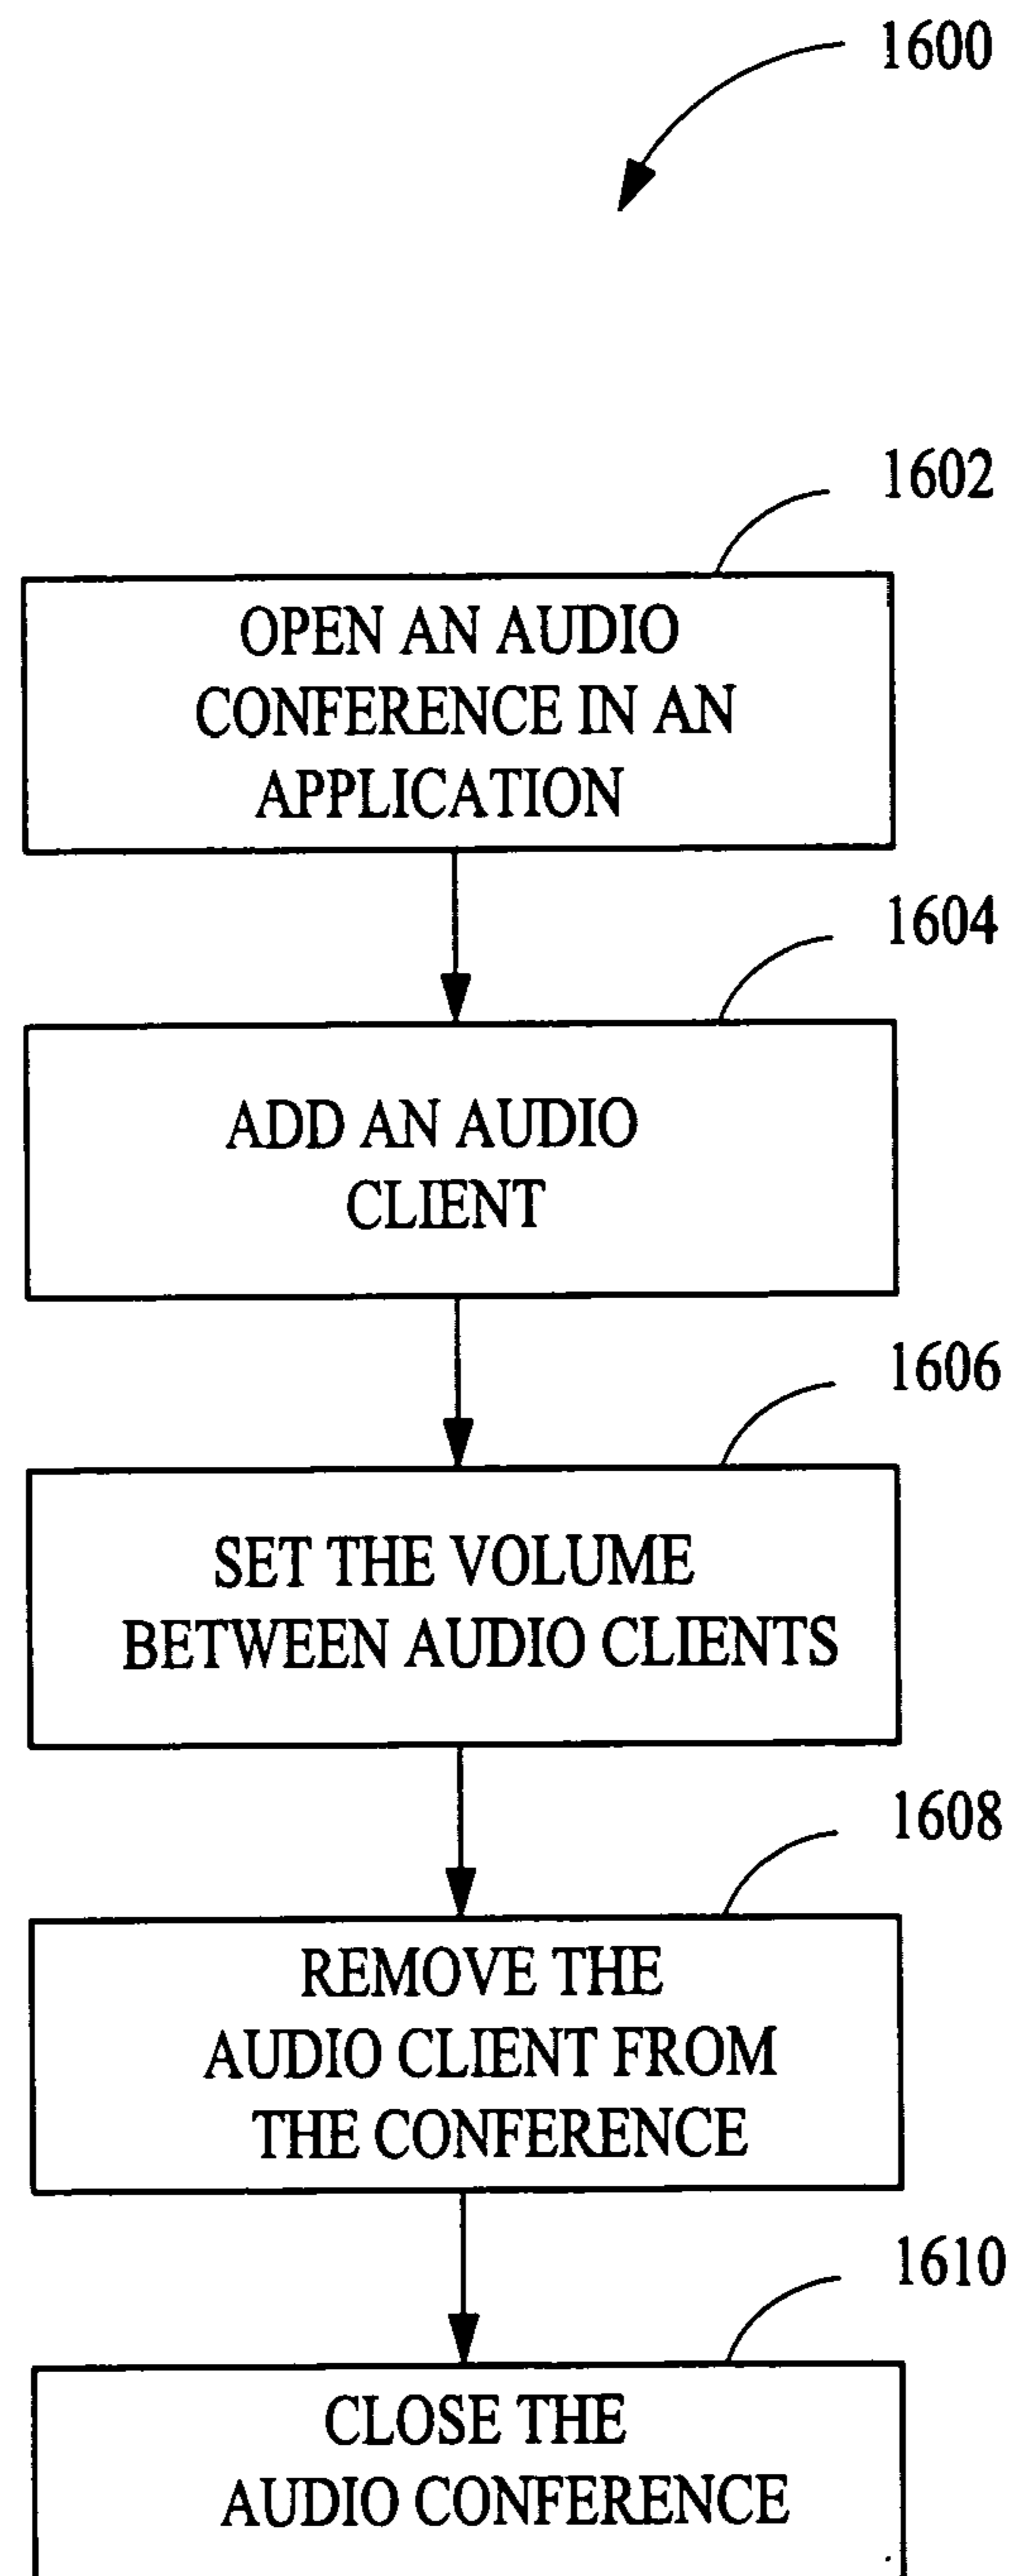 1600
1602
OPEN AN AUDIO
CONFERENCE IN AN
APPLICATION
1604
ADD AN AUDIO
CLIENT
1606
SET THE VOLUME
BETWEEN AUDIO CLIENTS
1608
REMOVE THE
AUDIO CLIENT FROM
THE CONFERENCE
1610
CLOSE THE
AUDIO CONFERENCE